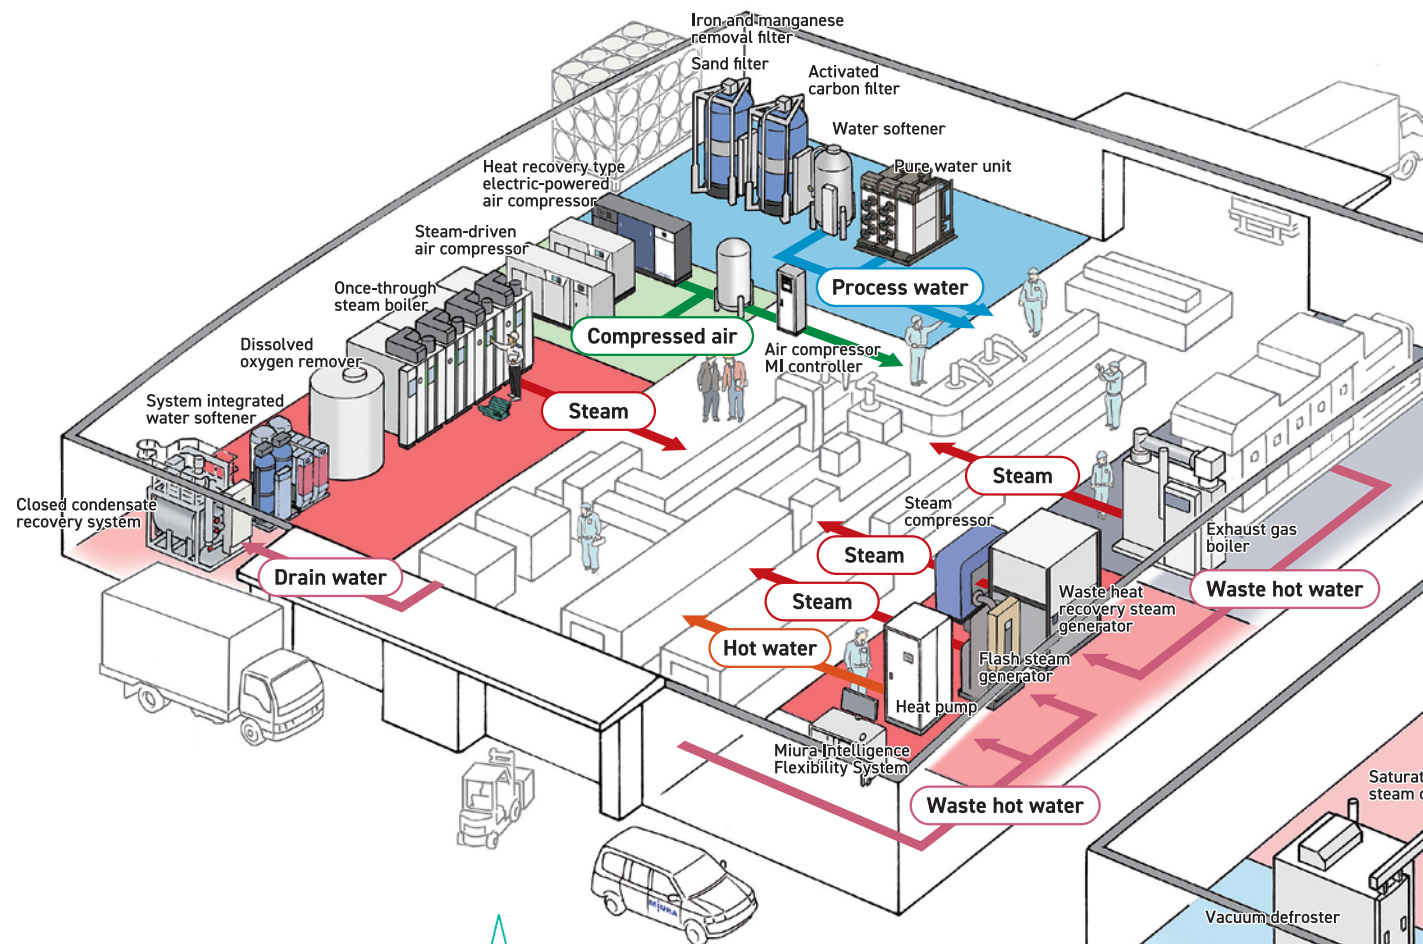 Iron and manganese
removal filter
Sand filter
Activated
carbon filter
Water softener
Pure water unit
Heat recovery type
electric-powered
air compressor
Steam-driven
air compressor
Once-through
steam boiler
Dissolved
oxygen remover
System integrated
water softener
Closed condensate
recovery system
Process water
Compressed air
Air compressor
MI controller
Steam
Steam
Steam
compressor
Steam
Exhaust gas
boiler
Drain water
Waste heat
recovery steam
generator
Waste hot water
Steam
Hot water
Flash steam
generator
Heat pump
Miura Intelligence
Flexibility System
Waste hot water
MIURA
Saturat
steam
Vacuum defroster